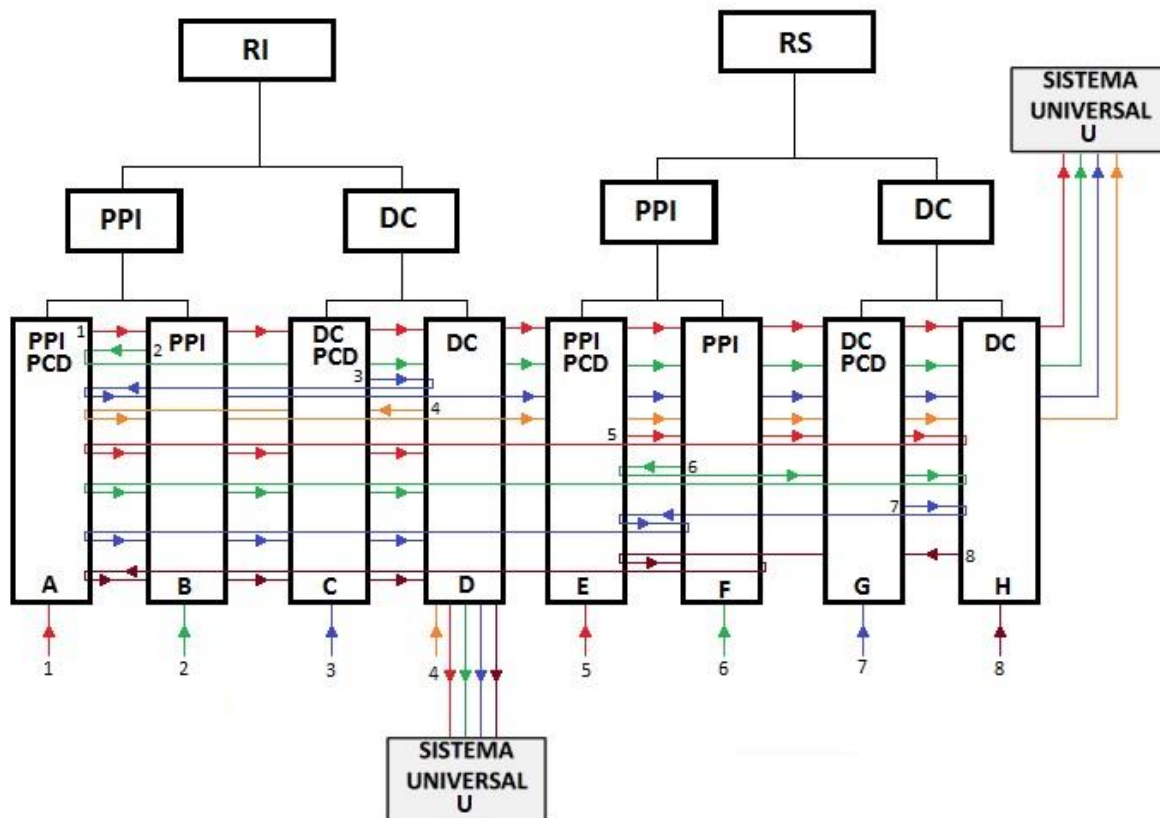 RI
RS
SISTEMA
UNIVERSAL
U
PPI
DC
PPI
DC
PPI
PCD
PPI
DC
PCD
DC
PPI
PCD
PPI
DC
PCD
DC
1
2
3
4
5
6
7
8
A
B
C
D
E
F
G
H
1
2
3
4
5
6
7
8
SISTEMA
UNIVERSAL
U